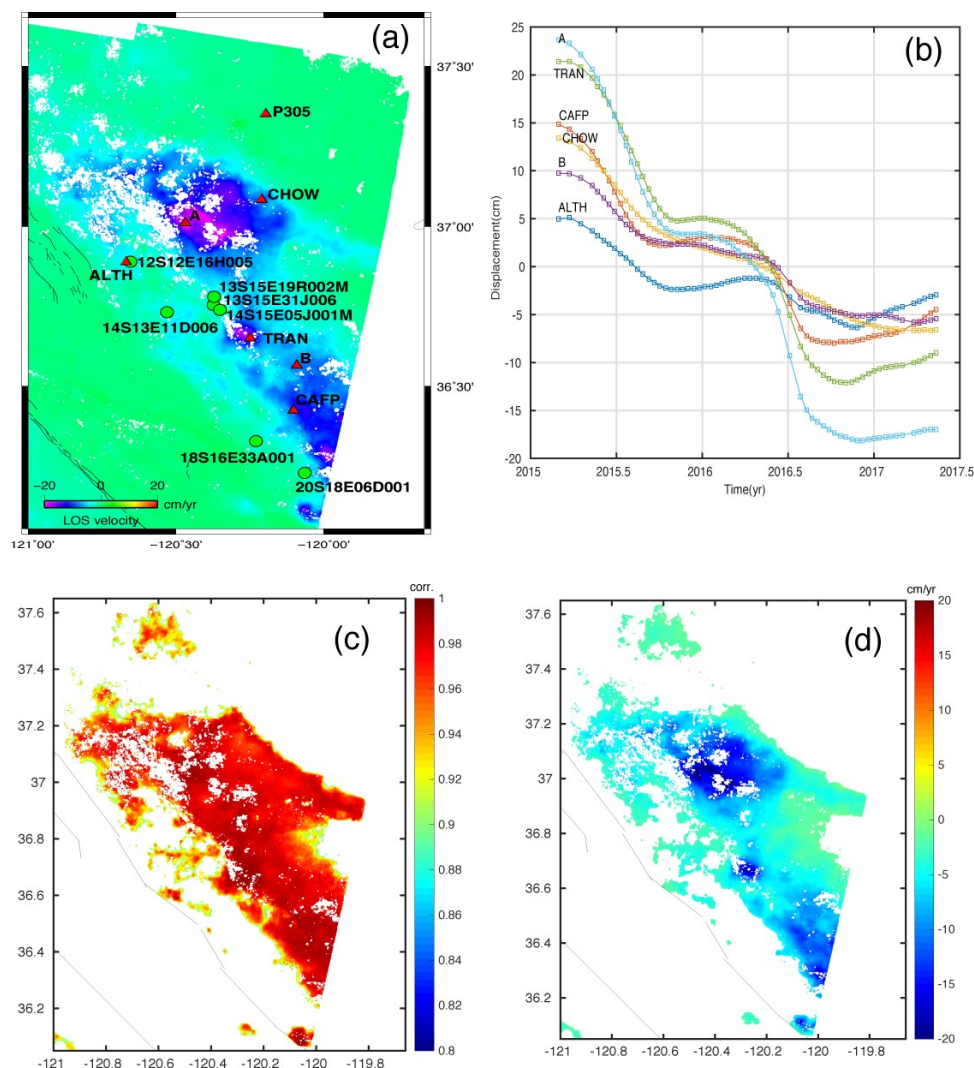 (a)
37°30'
P305
CHOW
A
37°00'
12S12E16H005
ALTH
13S15E19R002M
13S15E31J006
14S15E05J001M
14S13E11D006
TRAN
B
36°30'
CAFP
18S16E33A001
20S18E06D001
−20 0 20
cm/yr
LOS velocity
121°00'
−120°30'
−120°00'
(b)
25
20
15
10
5
0
-5
-10
-15
-20
Displacement(cm)
A
TRAN
CAFP
CHOW
B
ALTH
2015 2015.5 2016 2016.5 2017 2017.5
Time(yr)
corr.
(c)
37.6
37.4
37.2
37
36.8
36.6
36.4
36.2
-121 -120.8 -120.6 -120.4 -120.2 -120 -119.8
1
0.98
0.96
0.94
0.92
0.9
0.88
0.86
0.84
0.82
0.8
cm/yr
(d)
37.6
37.4
37.2
37
36.8
36.6
36.4
36.2
-121 -120.8 -120.6 -120.4 -120.2 -120 -119.8
20
15
10
5
0
-5
-10
-15
-20